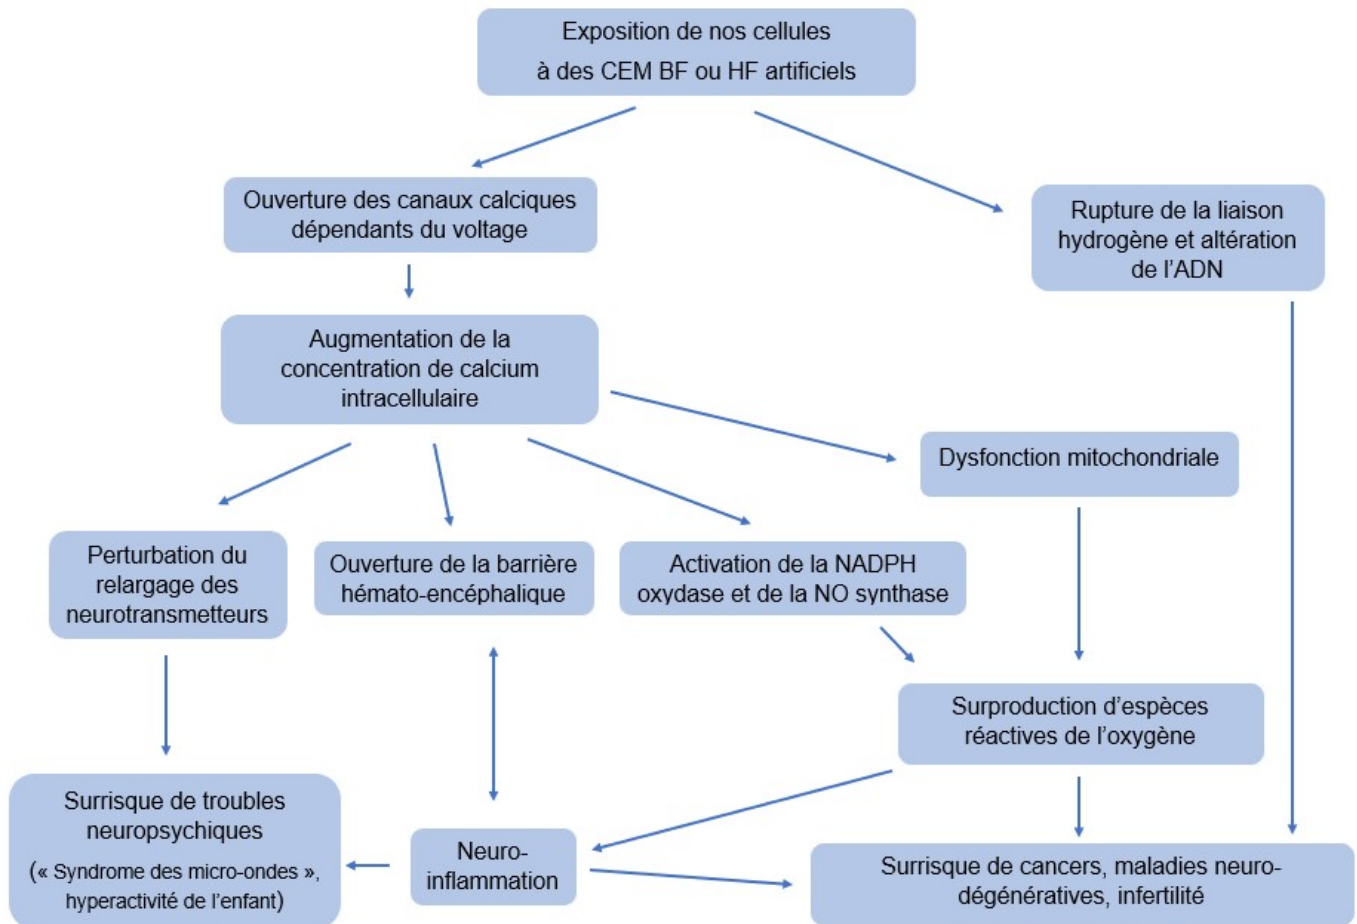 Exposition de nos cellules
à des CEM BF ou HF artificiels
Ouverture des canaux calciques
dépendants du voltage
Rupture de la liaison
hydrogène et altération
de l’ADN
Augmentation de la
concentration de calcium
intracellulaire
Dysfonction mitochondriale
Perturbation du
relargage des
neurotransmetteurs
Ouverture de la barrière
hémato-encéphalique
Activation de la NADPH
oxydase et de la NO synthase
Surproduction d’espèces
réactives de l’oxygène
Surrisque de troubles
neuropsychiques
(« Syndrome des micro-ondes »,
hyperactivité de l’enfant)
Neuro-
inflammation
Surrisque de cancers, maladies neuro-
dégénératives, infertilité